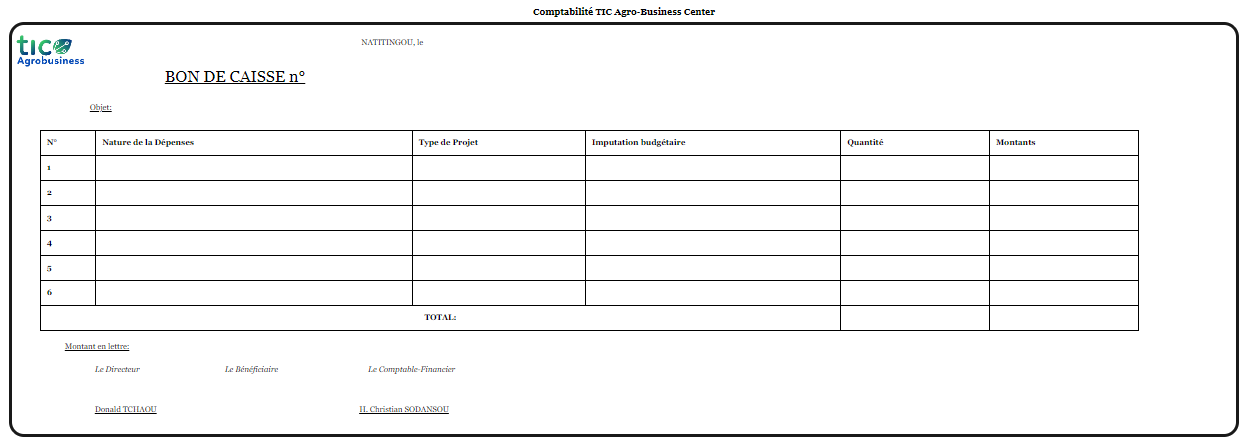 Comptabilité TIC Agro-Business Center
tico
Agrobusiness
NATITINGOU, le
BON DE CAISSE n°
Objet:
N° Nature de la Dépenses Type de Projet Imputation budgétaire Quantité Montants
1
2
3
4
5
6
TOTAL:
Montant en lettre:
Le Directeur Le Bénéficiaire Le Comptable-Financier
Donald TCHAOU H. Christian SODANSOU